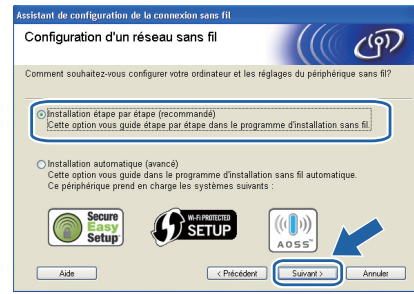 Assistant de configuration de la connexion sans fil
Configuration d'un réseau sans fil
Comment souhaitez-vous configurer votre ordinateur et les réglages du périphérique sans fil?
Installation étape par étape (recommandé)
Cette option vous guide étape par étape dans le programme d'installation sans fil.
Installation automatique (avancé)
Cette option vous guide dans le programme d'installation sans fil automatique.
Ce périphérique prend en charge les systèmes suivants :
Secure
Easy
Setup
WI-FI PROTECTED
SETUP
AOSS™
Aide
< Précédent
Suivant >
Annuler